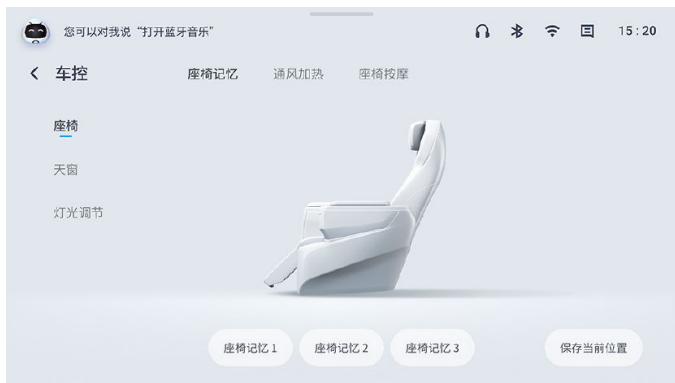 您可以对我说“打开蓝牙音乐”
15:20
车控
座椅记忆 通风加热 座椅按摩
座椅
天窗
灯光调节
座椅记忆 1 座椅记忆 2 座椅记忆 3 保存当前位置